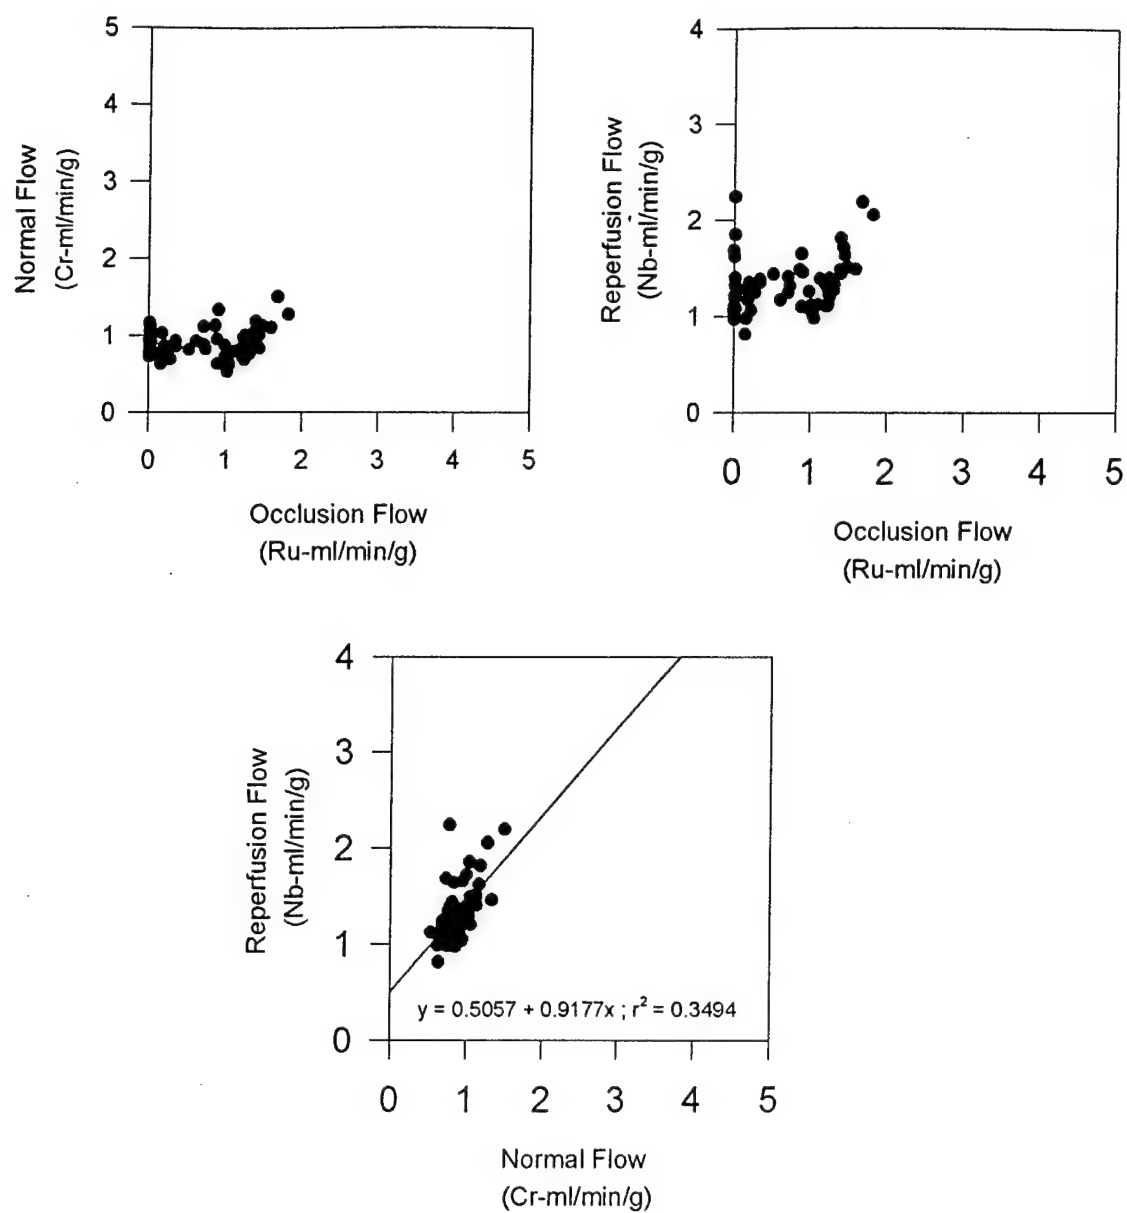 5
4
3
2
1
0
Normal Flow
(Cr-ml/min/g)
0 1 2 3 4 5
Occlusion Flow
(Ru-ml/min/g)
4
3
2
1
0
Reperfusion Flow
(Nb-ml/min/g)
0 1 2 3 4 5
Occlusion Flow
(Ru-ml/min/g)
4
3
2
1
0
Reperfusion Flow
(Nb-ml/min/g)
y = 0.5057 + 0.9177x ; r² = 0.3494
0 1 2 3 4 5
Normal Flow
(Cr-ml/min/g)